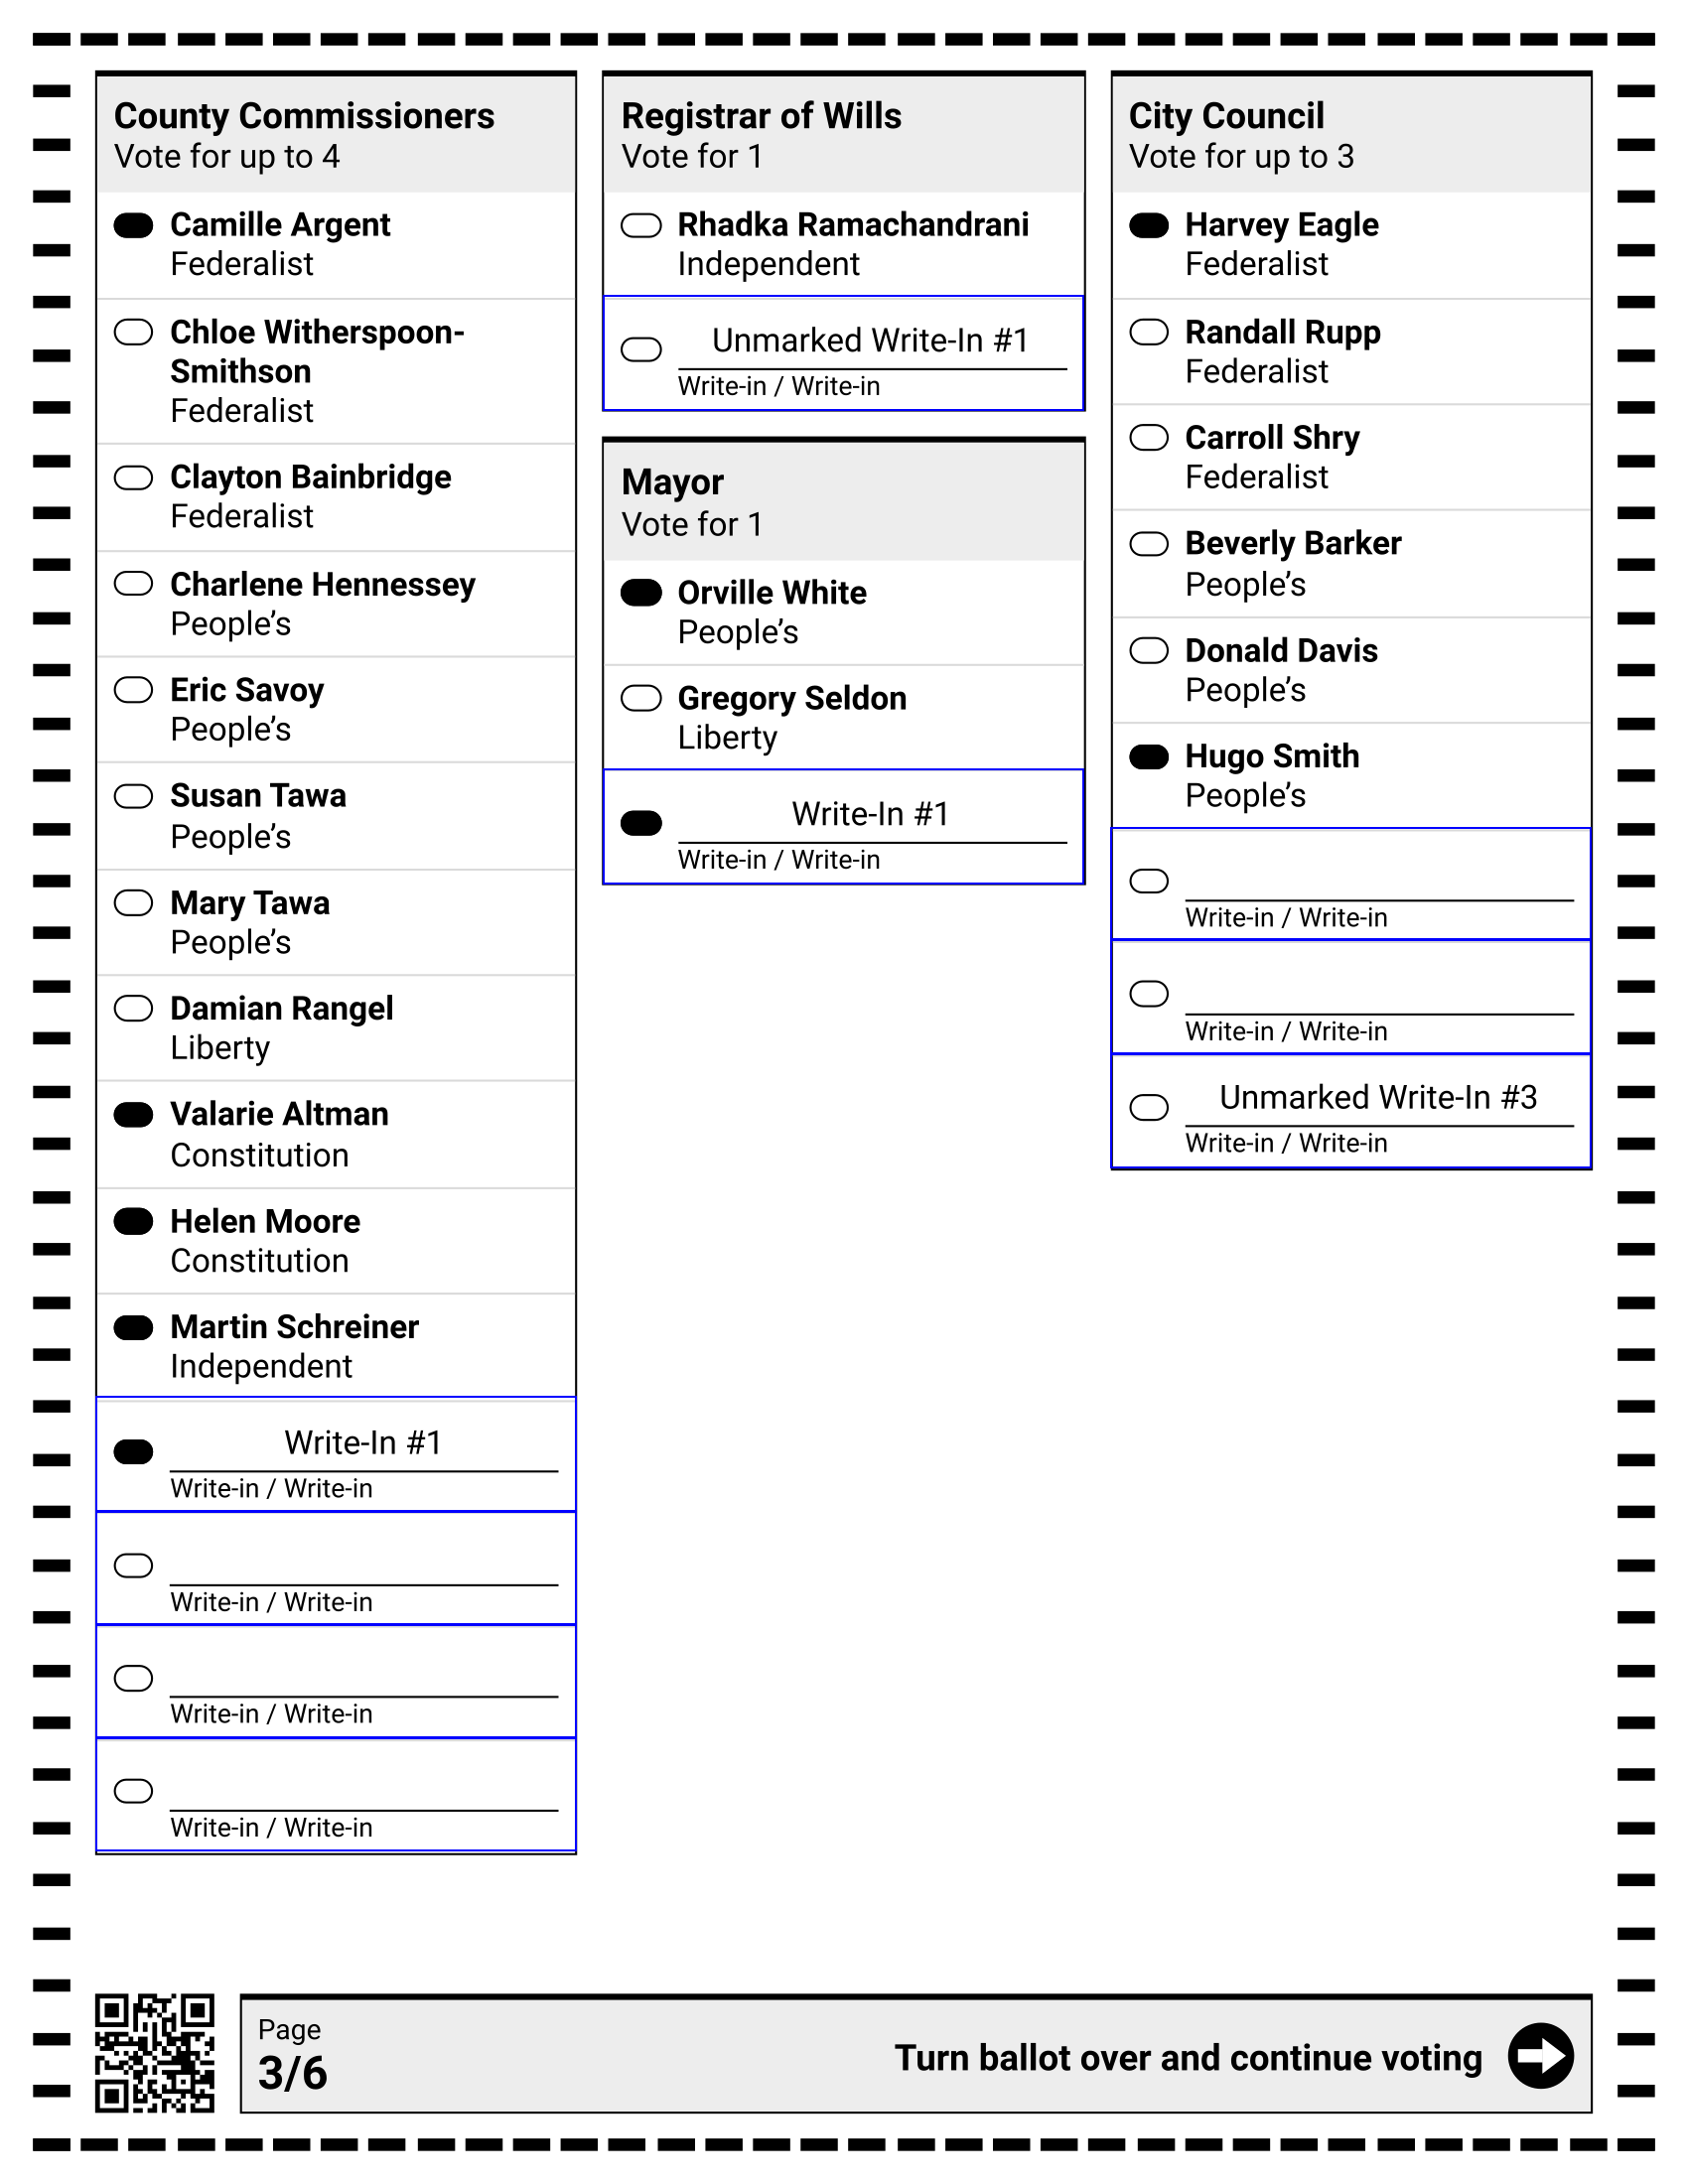 County Commissioners
Vote for up to 4
Camille Argent
Federalist
Chloe Witherspoon-
Smithson
Federalist
Clayton Bainbridge
Federalist
Charlene Hennessey
People's
Eric Savoy
People's
Susan Tawa
People's
Mary Tawa
People's
Damian Rangel
Liberty
Valarie Altman
Constitution
Helen Moore
Constitution
Martin Schreiner
Independent
Write-In #1
Write-in / Write-in
Write-in / Write-in
Write-in / Write-in
Write-in / Write-in
Registrar of Wills
Vote for 1
Rhadka Ramachandrani
Independent
Unmarked Write-In #1
Write-in / Write-in
Mayor
Vote for 1
Orville White
People's
Gregory Seldon
Liberty
Write-In #1
Write-in / Write-in
City Council
Vote for up to 3
Harvey Eagle
Federalist
Randall Rupp
Federalist
Carroll Shry
Federalist
Beverly Barker
People's
Donald Davis
People's
Hugo Smith
People's
Write-in / Write-in
Write-in / Write-in
Unmarked Write-In #3
Write-in / Write-in
Page
3/6
Turn ballot over and continue voting